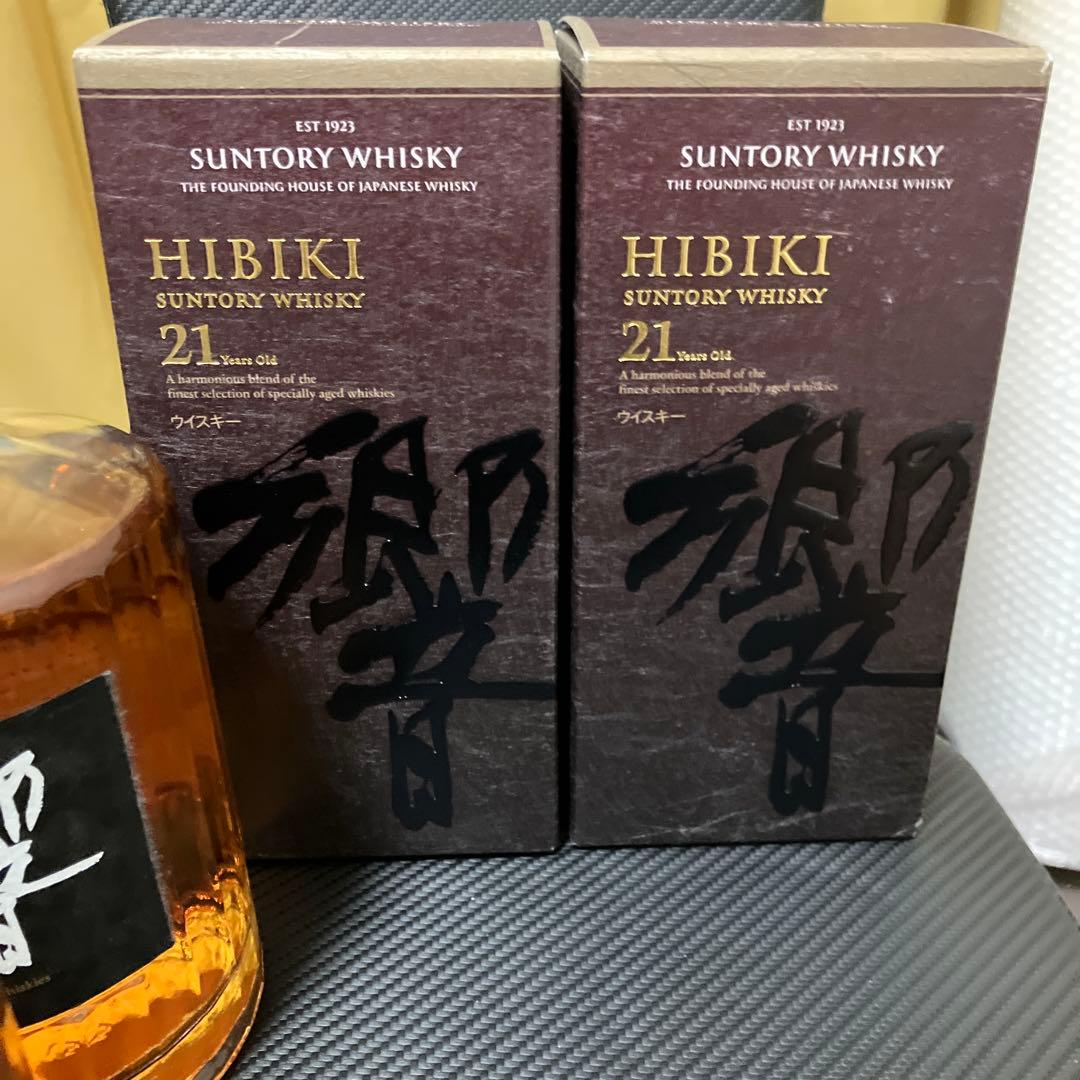 EST 1923
SUNTORY WHISKY
THE FOUNDING HOUSE OF JAPANESE WHISKY
HIBIKI
SUNTORY WHISKY
21 Years Old
A harmonious blend of the
finest selection of specially aged whiskies
ウイスキー
響
EST 1923
SUNTORY WHISKY
THE FOUNDING HOUSE OF JAPANESE WHISKY
HIBIKI
SUNTORY WHISKY
21 Years Old
A harmonious blend of the
finest selection of specially aged whiskies
ウイスキー
響
響
whiskies